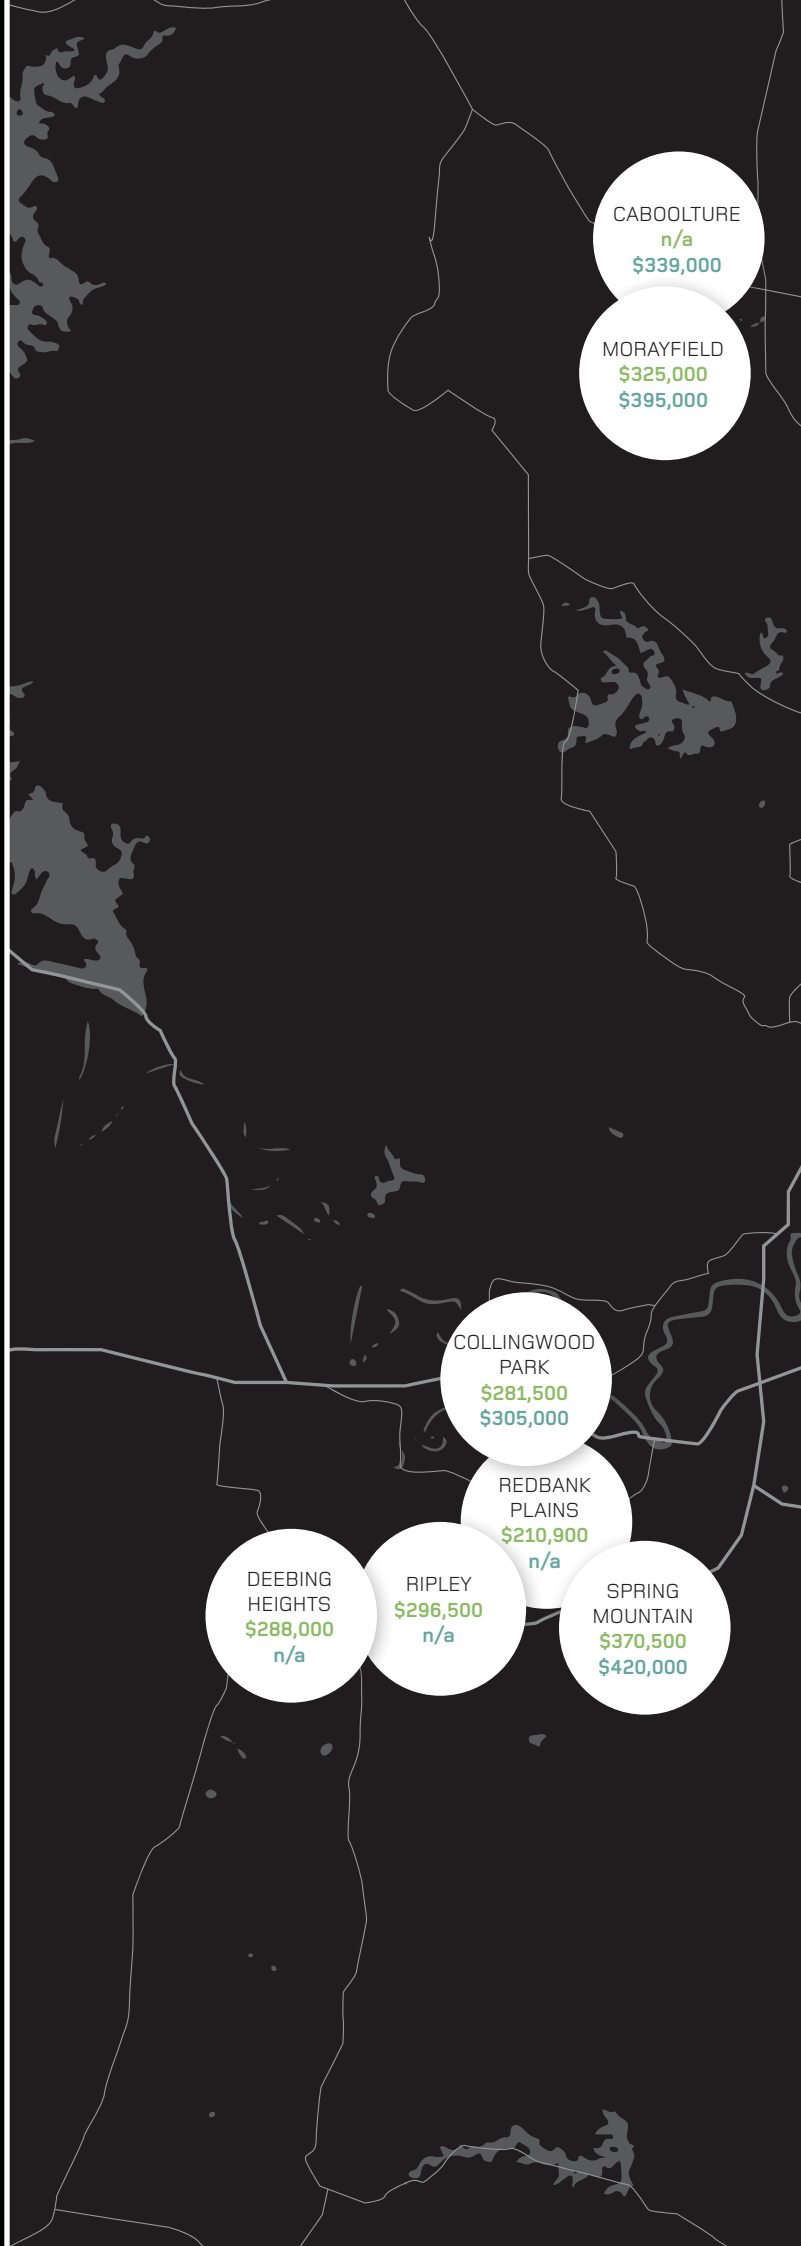 CABOOLTURE
n/a
$339,000
MORAYFIELD
$325,000
$395,000
COLLINGWOOD
PARK
$281,500
$305,000
REDBANK
PLAINS
$210,900
n/a
DEEBING
HEIGHTS
$288,000
n/a
RIPLEY
$296,500
n/a
SPRING
MOUNTAIN
$370,500
$420,000